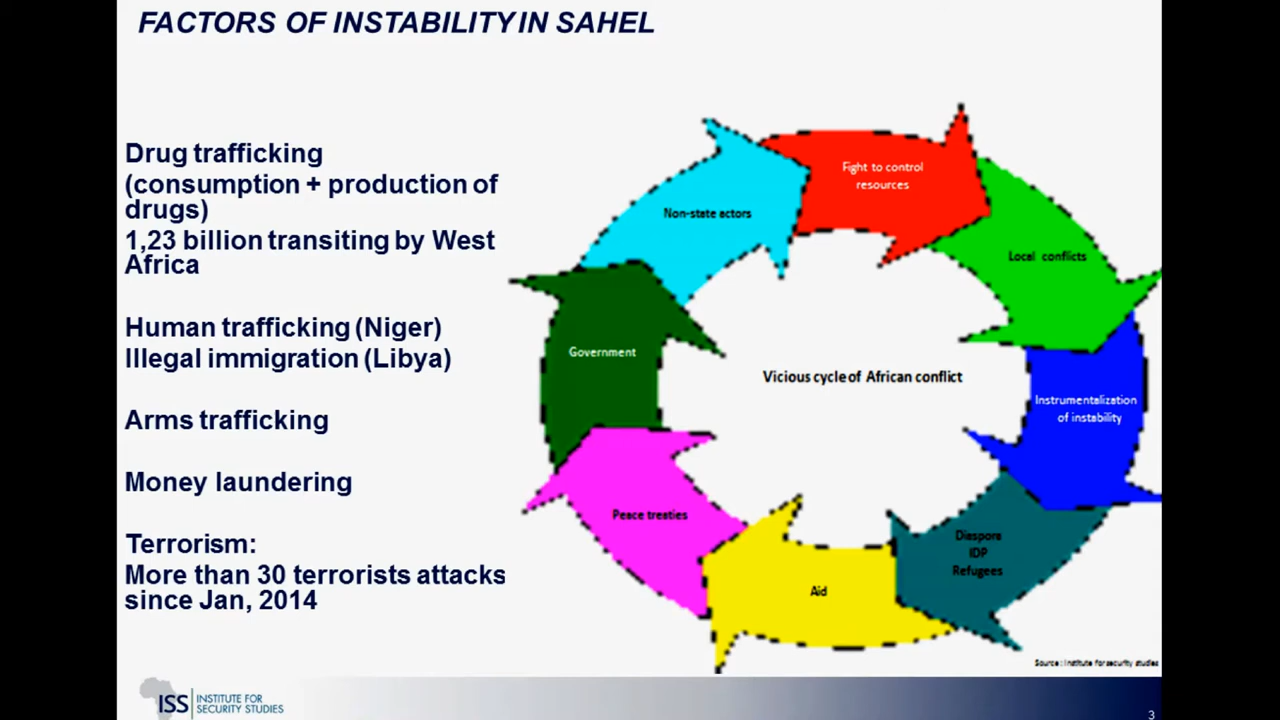 FACTORS OF INSTABILITY IN SAHEL
Drug trafficking
(consumption + production of
drugs)
1,23 billion transiting by West
Africa
Human trafficking (Niger)
Illegal immigration (Libya)
Arms trafficking
Money laundering
Terrorism:
More than 30 terrorists attacks
since Jan, 2014
Fight to control
resources
Local conflicts
Instrumentalization
of instability
Diaspora
IDP
Refugees
Aid
Peace treaties
Government
Non-state actors
Vicious cycle of African conflict
Source : Institute for security studies
ISS
INSTITUTE FOR
SECURITY STUDIES
3